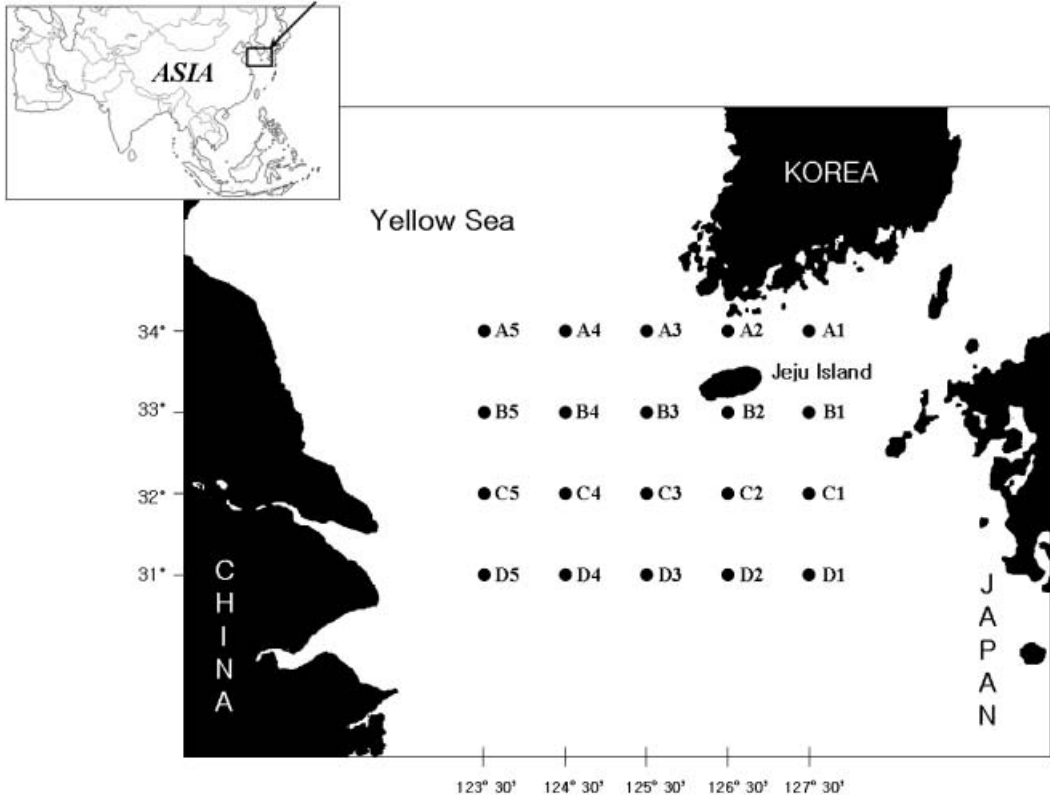 ASIA
KOREA
Yellow Sea
34° A5 A4 A3 A2 A1
Jeju Island
33° B5 B4 B3 B2 B1
32° C5 C4 C3 C2 C1
31° D5 D4 D3 D2 D1
CHINA
JAPAN
123° 30' 124° 30' 125° 30' 126° 30' 127° 30'